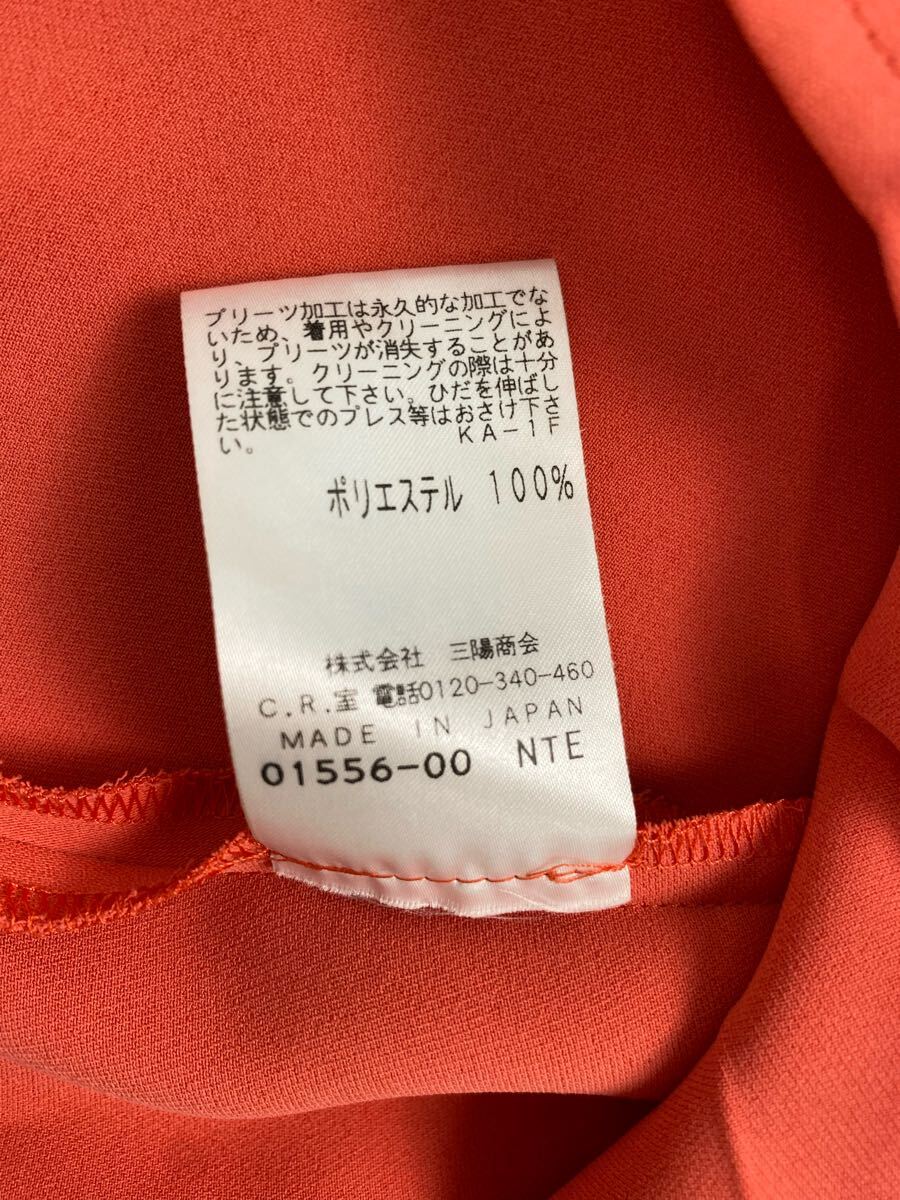 プリーツ加工は永久的な加工でな
いため、着用やクリーニングによ
り、プリーツが消失することがあ
ります。クリーニングの際は十分
に注意して下さい。ひだを伸ばし
た状態でのプレス等はおさけ下さ
い。 KA-1F
ポリエステル 100%
株式会社 三陽商会
C.R.室 電話0120-340-460
MADE IN JAPAN
01556-00 NTE